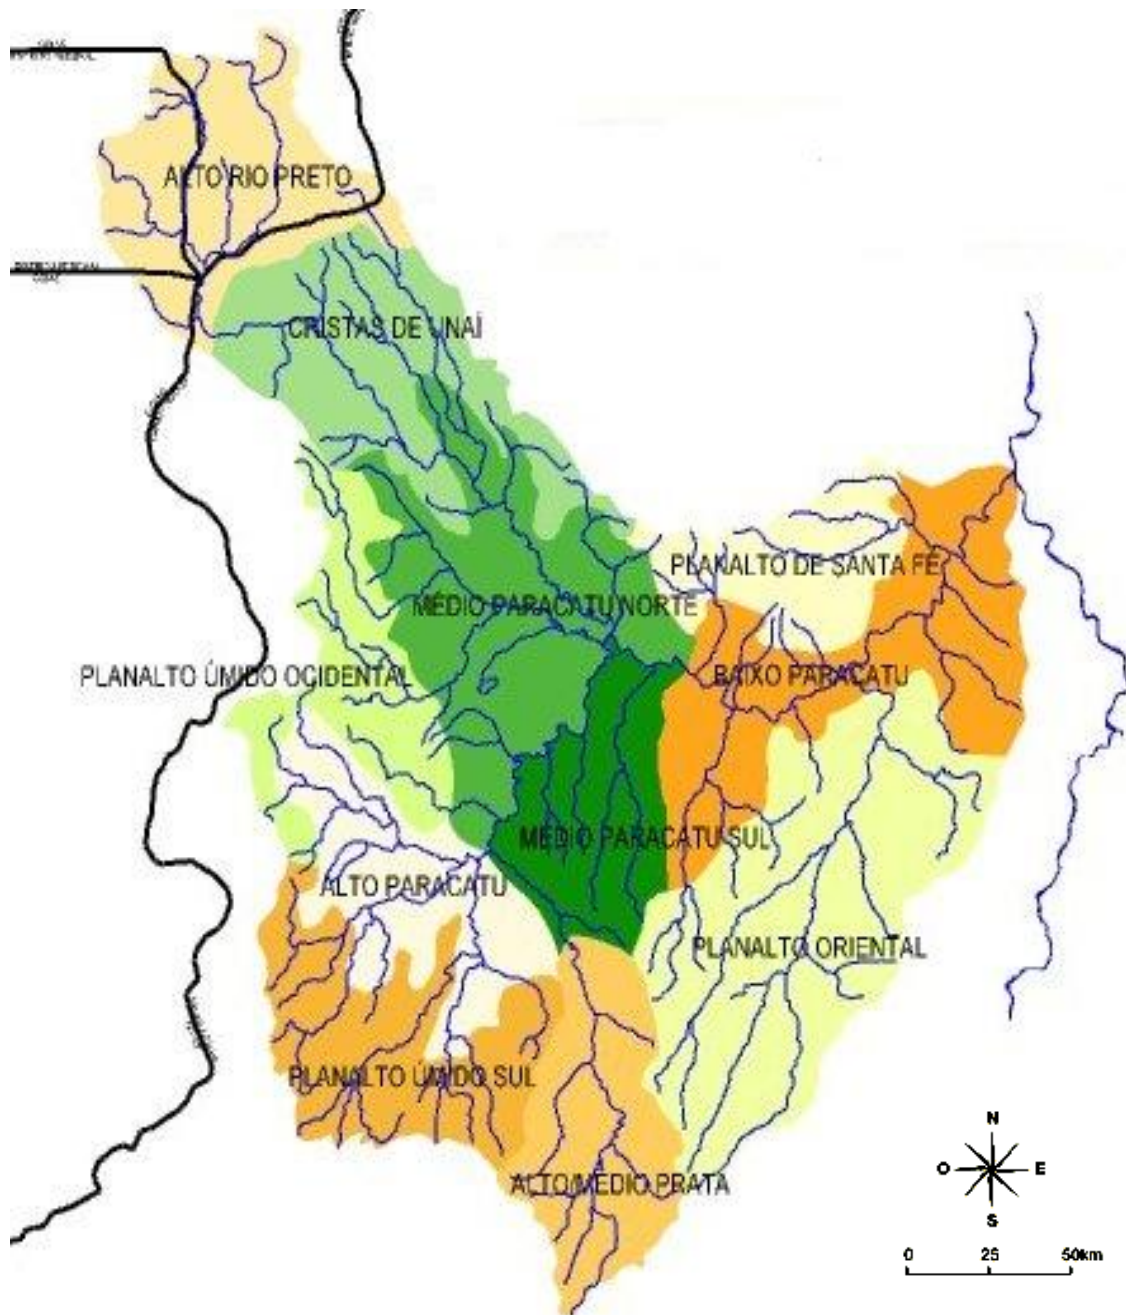 ALTO RIO PRETO
CRISTAS DE UNAÍ
PLANALTO DE SANTA FÉ
MÉDIO PARACATU NORTE
PLANALTO ÚMIDO OCIDENTAL
BAIXO PARACATU
MÉDIO PARACATU SUL
ALTO PARACATU
PLANALTO ORIENTAL
PLANALTO ÚMIDO SUL
ALTO/MÉDIO PRATA
N
O E
S
0 25 50km